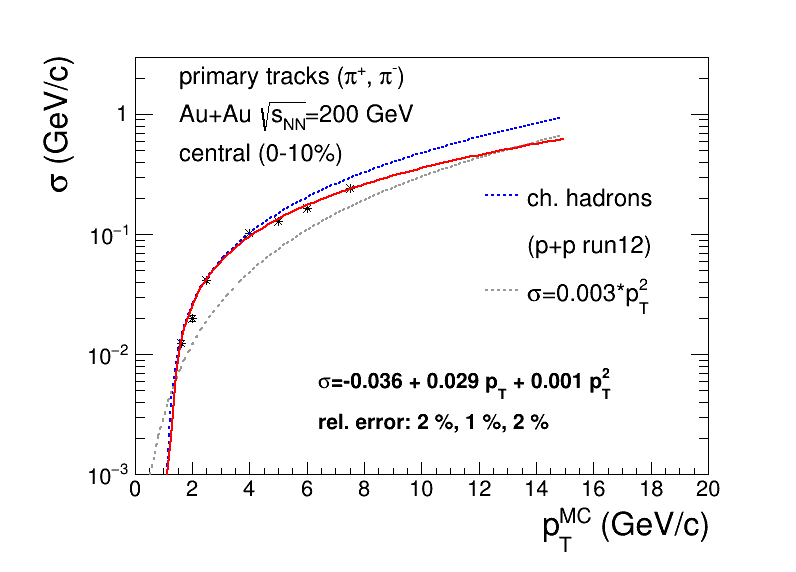 primary tracks (π⁺, π⁻)
Au+Au √s_NN=200 GeV
central (0-10%)
σ (GeV/c)
1
10⁻¹
10⁻²
10⁻³
ch. hadrons
(p+p run12)
σ=0.003*p_T²
σ=-0.036 + 0.029 p_T + 0.001 p_T²
rel. error: 2 %, 1 %, 2 %
0 2 4 6 8 10 12 14 16 18 20
p_T^MC (GeV/c)